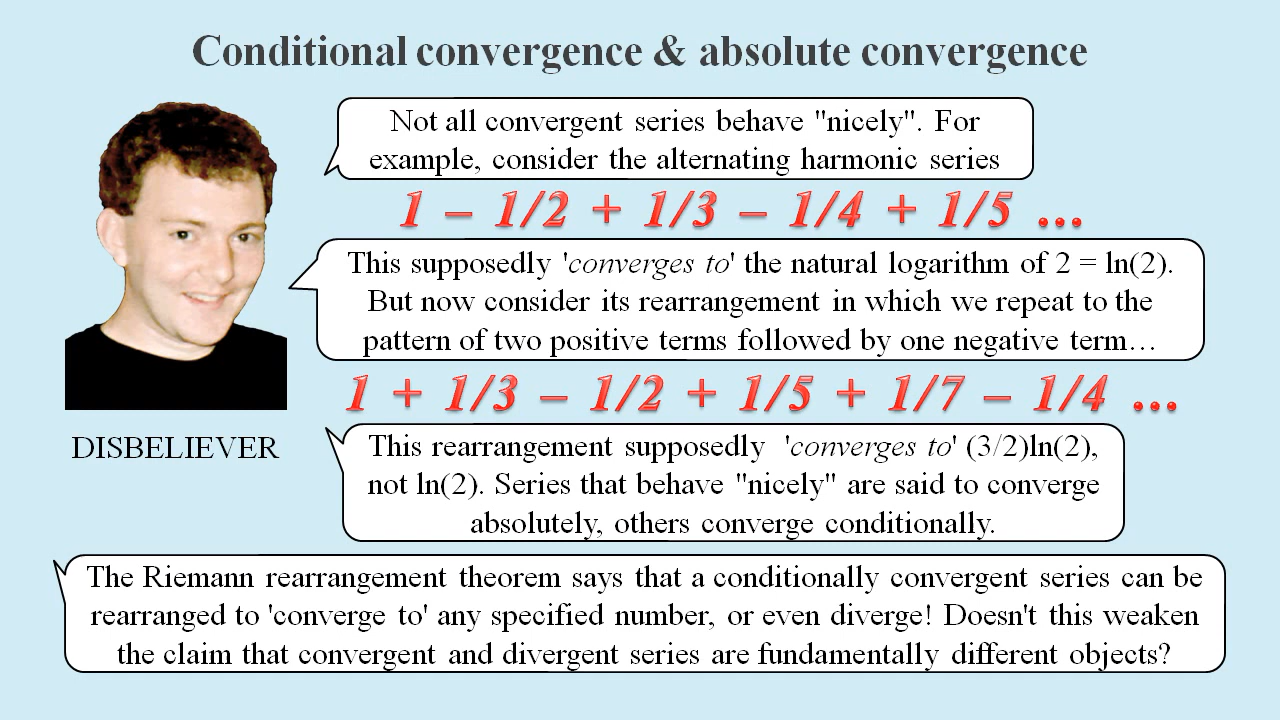 Conditional convergence & absolute convergence
Not all convergent series behave "nicely". For
example, consider the alternating harmonic series
1 – 1/2 + 1/3 – 1/4 + 1/5 ...
This supposedly 'converges to' the natural logarithm of 2 = ln(2).
But now consider its rearrangement in which we repeat to the
pattern of two positive terms followed by one negative term…
1 + 1/3 – 1/2 + 1/5 + 1/7 – 1/4 ...
DISBELIEVER
This rearrangement supposedly 'converges to' (3/2)ln(2),
not ln(2). Series that behave "nicely" are said to converge
absolutely, others converge conditionally.
The Riemann rearrangement theorem says that a conditionally convergent series can be
rearranged to 'converge to' any specified number, or even diverge! Doesn't this weaken
the claim that convergent and divergent series are fundamentally different objects?